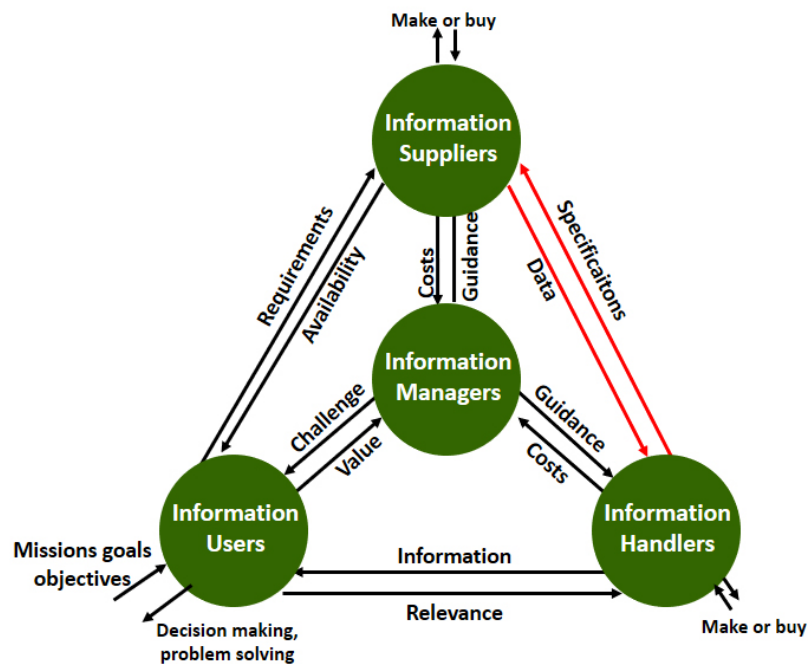 Make or buy
Information
Suppliers
Requirements
Availability
Costs
Guidance
Data
Specificaitons
Information
Managers
Challenge
Value
Guidance
Costs
Information
Users
Information
Handlers
Missions goals
objectives
Information
Relevance
Decision making,
problem solving
Make or buy